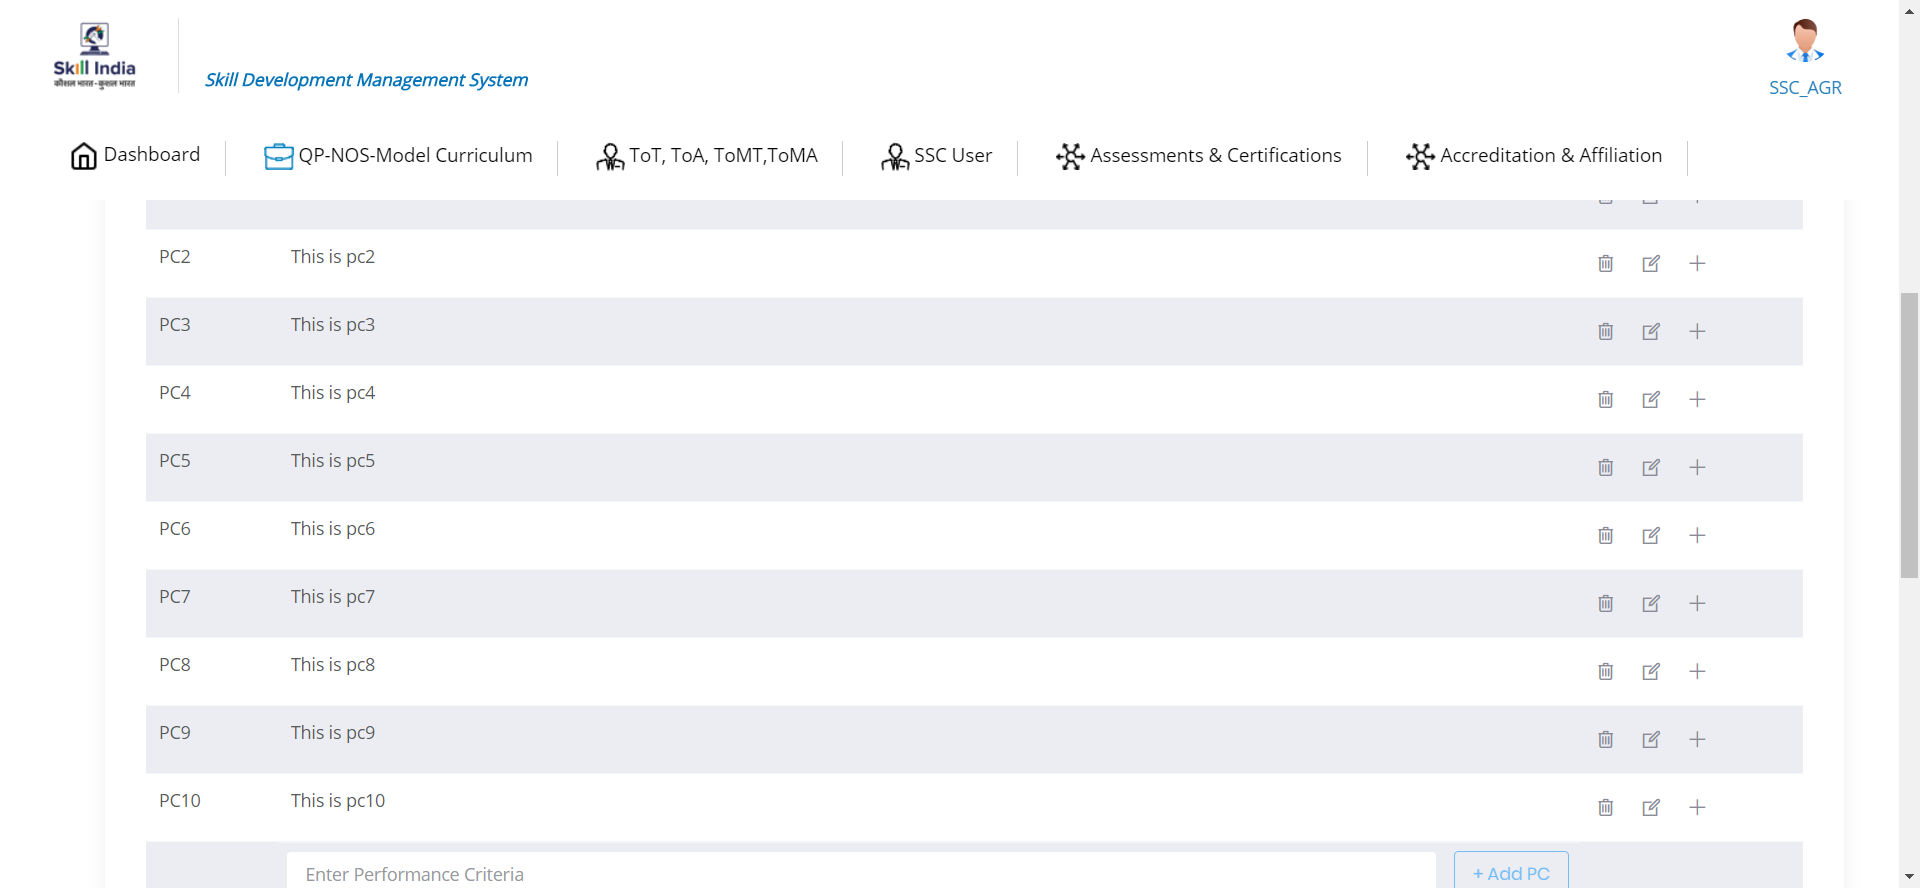 Skill India
कौशल भारत - कुशल भारत
Skill Development Management System
SSC_AGR
Dashboard
QP-NOS-Model Curriculum
ToT, ToA, ToMT,ToMA
SSC User
Assessments & Certifications
Accreditation & Affiliation
PC2 This is pc2
PC3 This is pc3
PC4 This is pc4
PC5 This is pc5
PC6 This is pc6
PC7 This is pc7
PC8 This is pc8
PC9 This is pc9
PC10 This is pc10
Enter Performance Criteria
+ Add PC